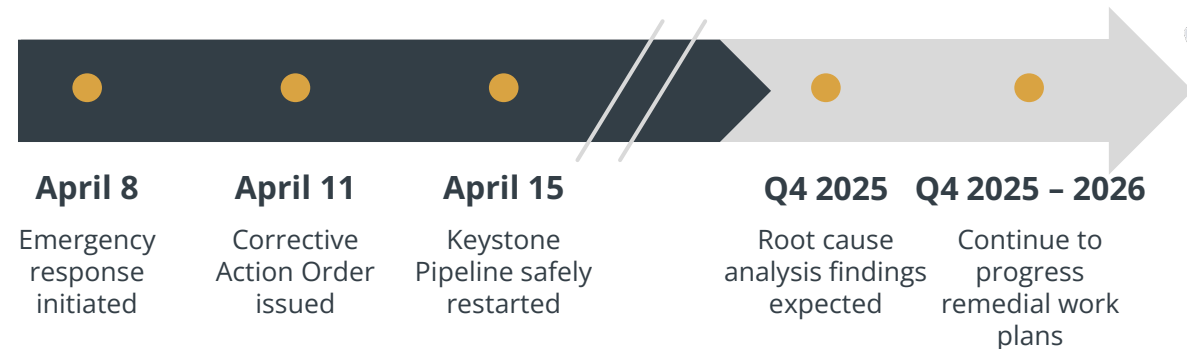 April 8
Emergency
response
initiated
April 11
Corrective
Action Order
issued
April 15
Keystone
Pipeline safely
restarted
Q4 2025
Root cause
analysis findings
expected
Q4 2025 – 2026
Continue to
progress
remedial work
plans